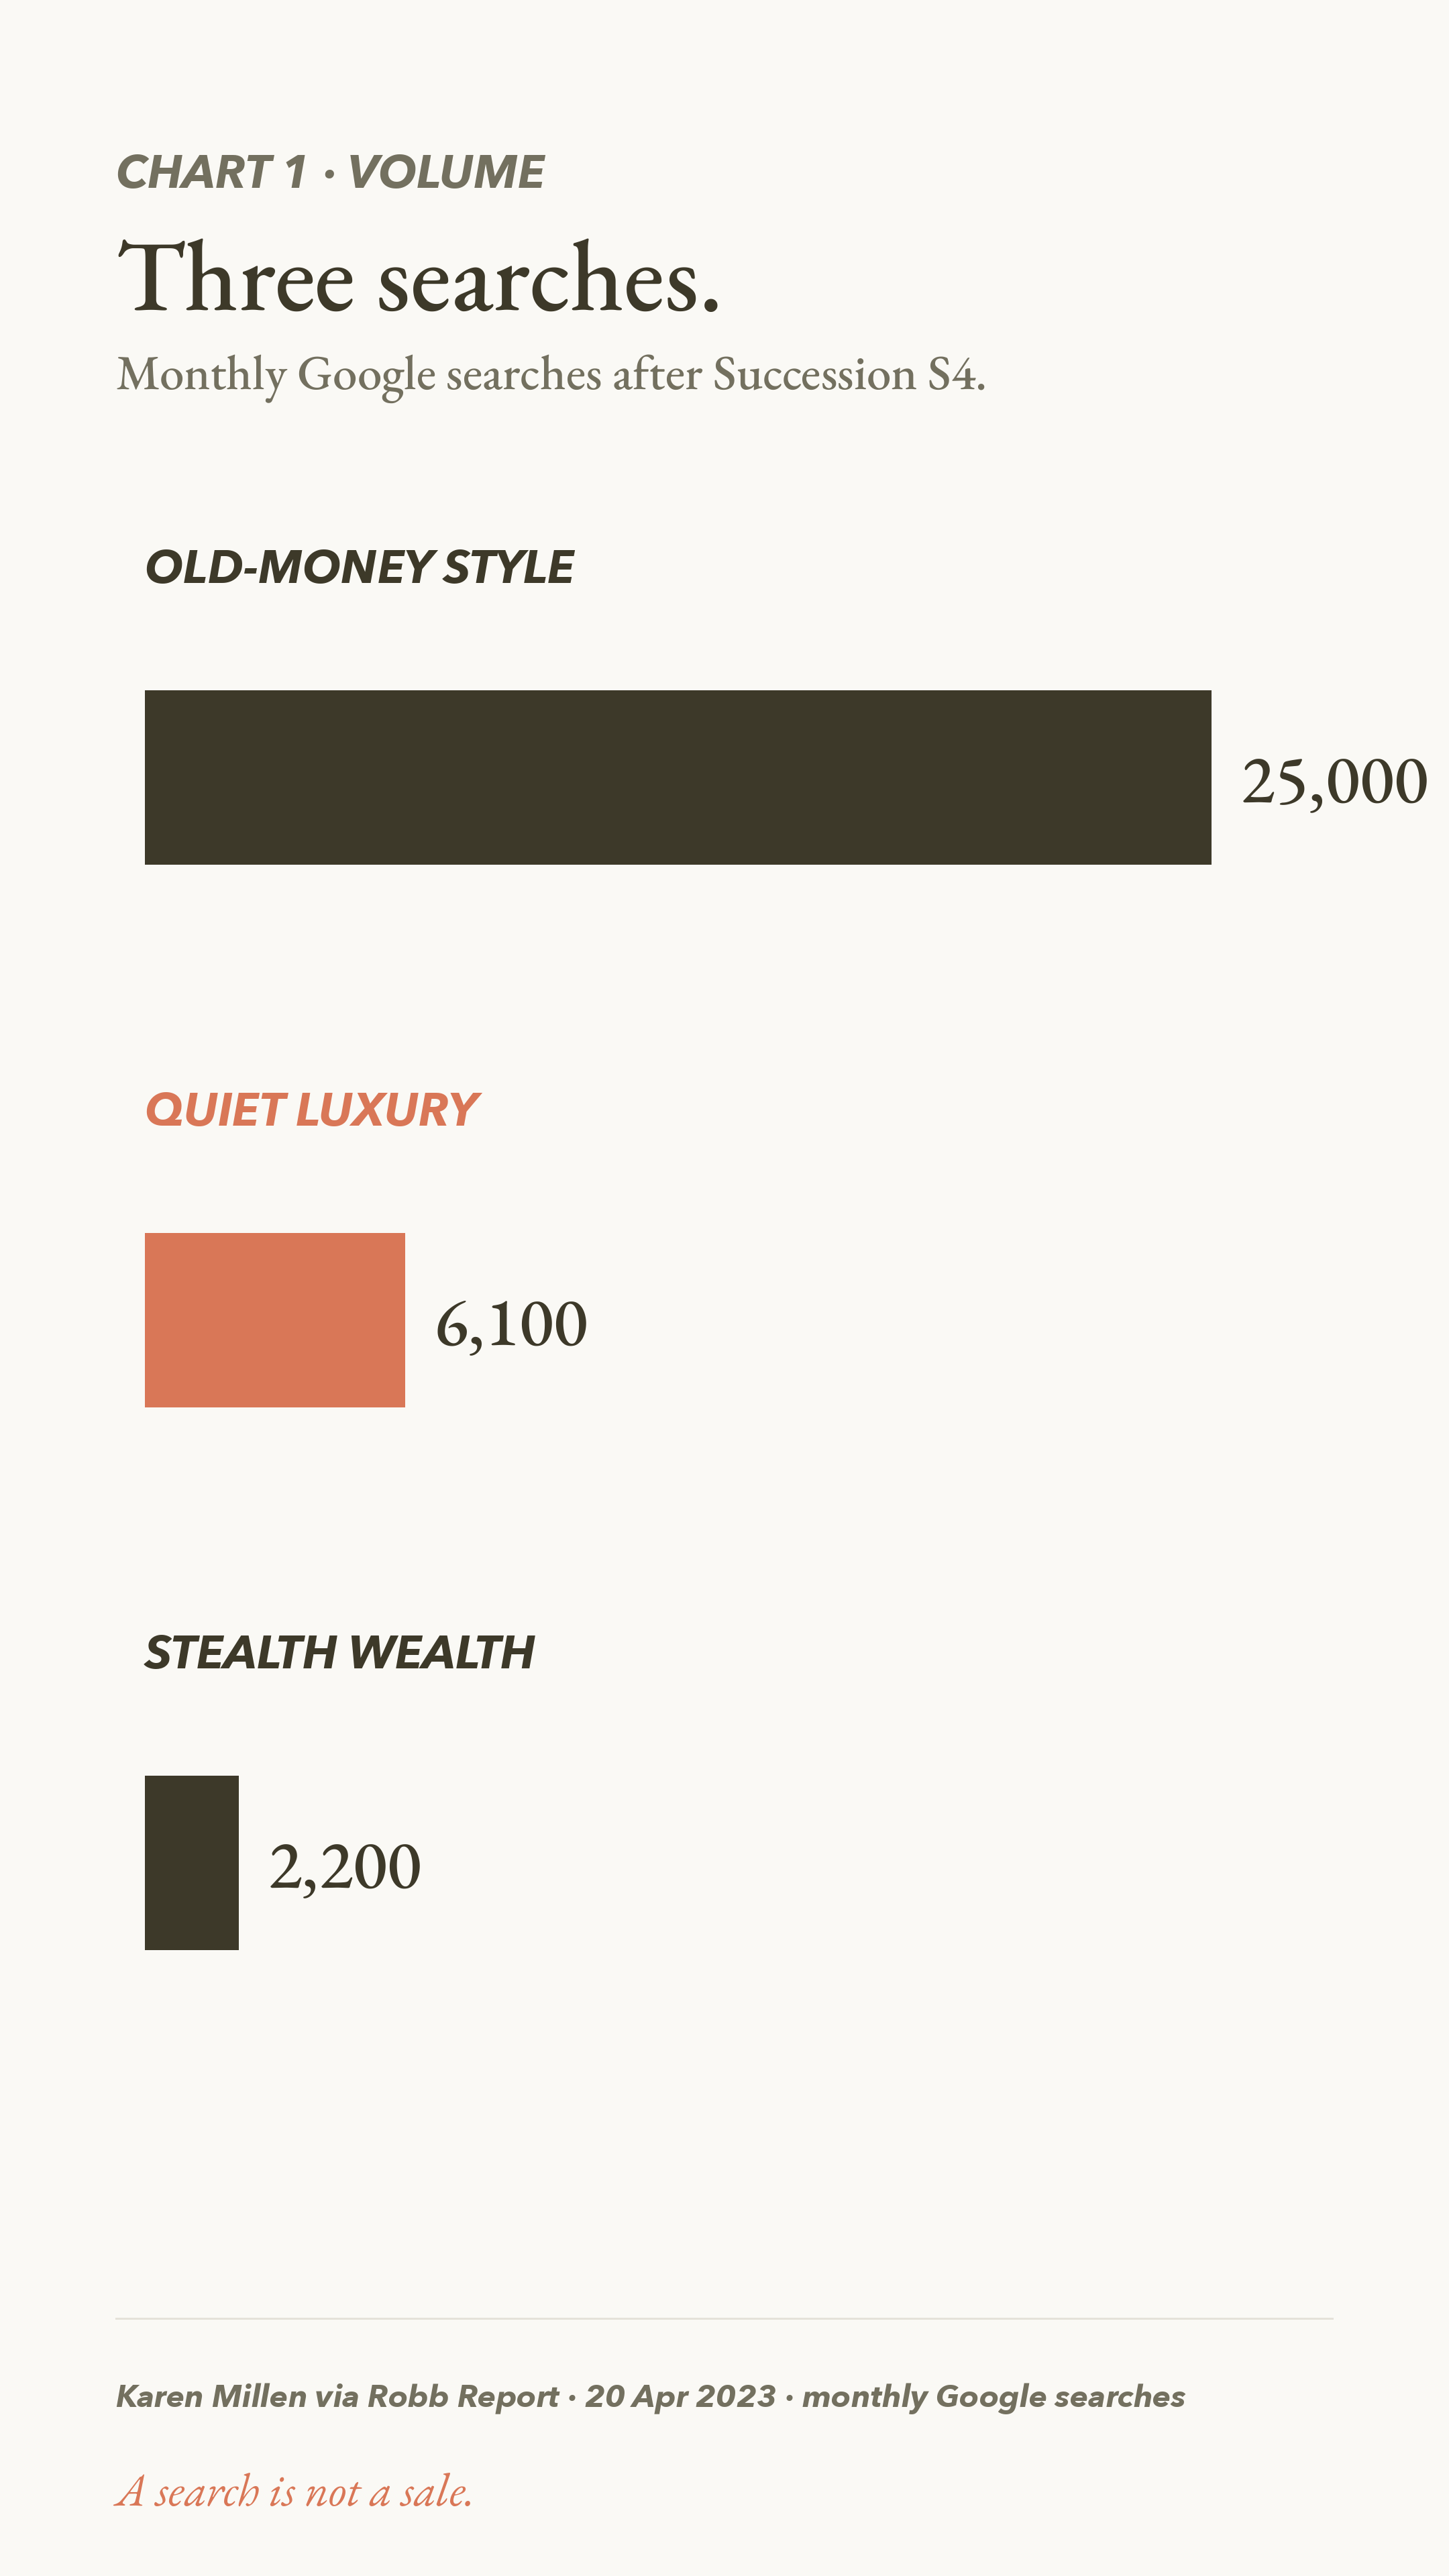 CHART 1 · VOLUME
Three searches.
Monthly Google searches after Succession S4.
OLD-MONEY STYLE
25,000
QUIET LUXURY
6,100
STEALTH WEALTH
2,200
Karen Millen via Robb Report · 20 Apr 2023 · monthly Google searches
A search is not a sale.